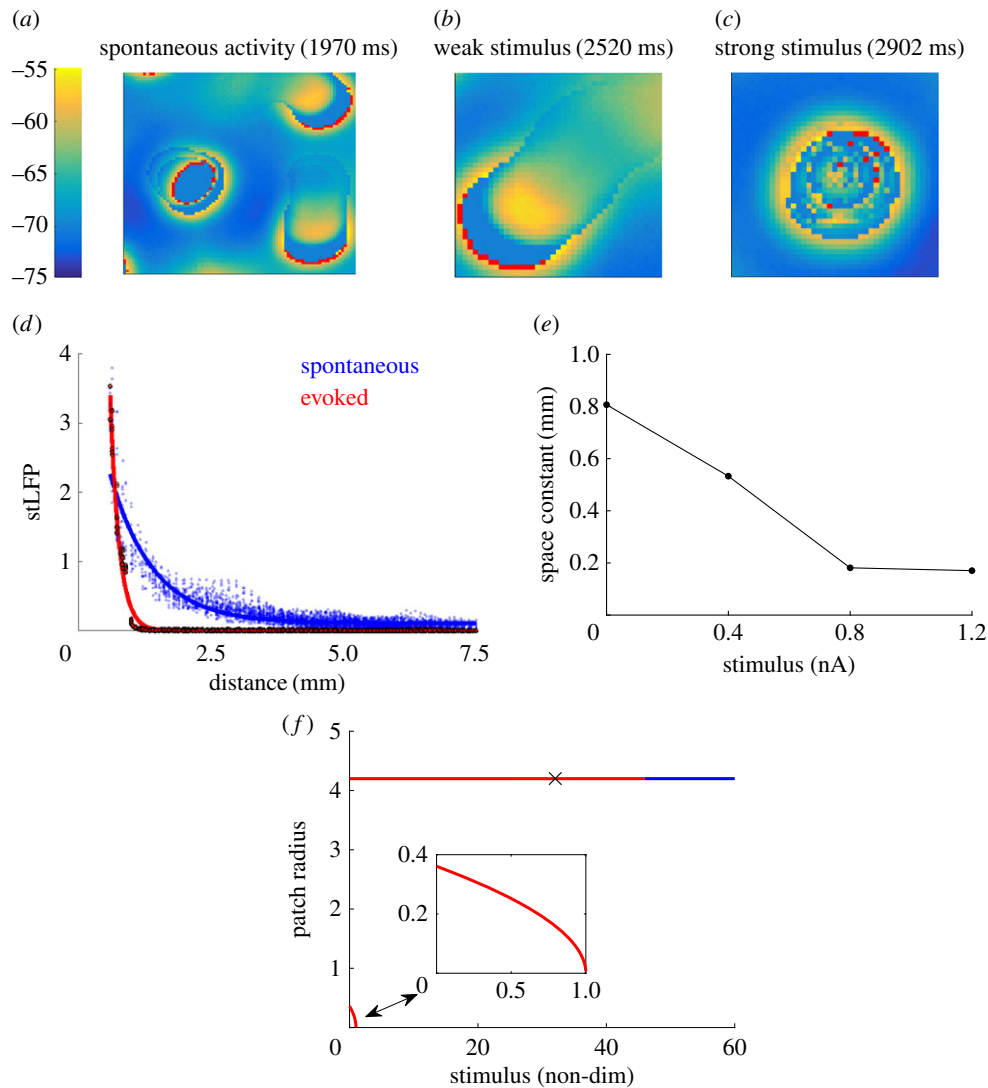 (a)
spontaneous activity (1970 ms)
(b)
weak stimulus (2520 ms)
(c)
strong stimulus (2902 ms)
–55
–60
–65
–70
–75
(d)
4
3
2
1
0
2.5
5.0
7.5
stLFP
distance (mm)
spontaneous
evoked
(e)
1.0
0.8
0.6
0.4
0.2
0
0.4
0.8
1.2
space constant (mm)
stimulus (nA)
(f)
5
4
3
2
1
0
20
40
60
patch radius
stimulus (non-dim)
0.4
0.2
0
0.5
1.0